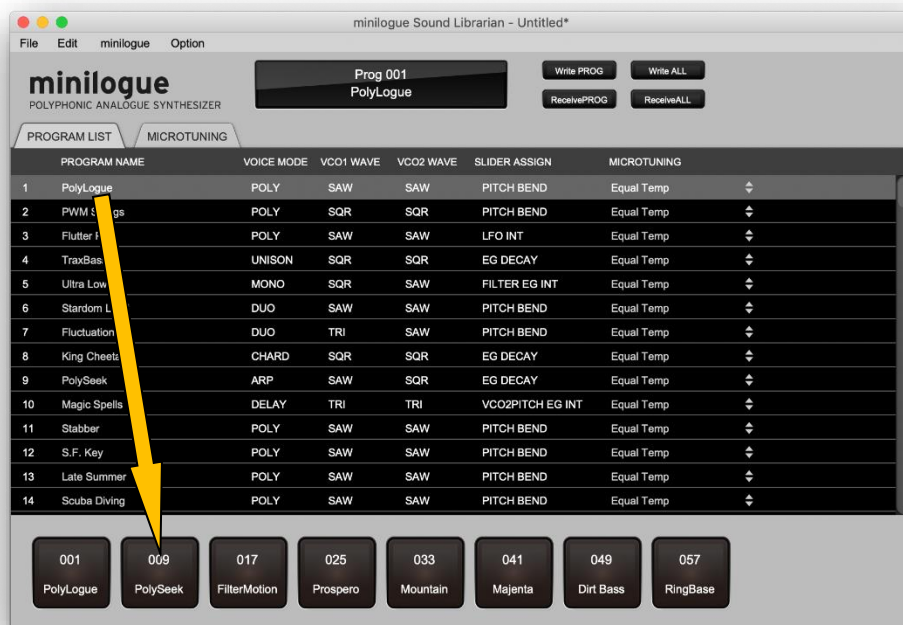 minilogue Sound Librarian - Untitled*
File Edit minilogue Option
minilogue
POLYPHONIC ANALOGUE SYNTHESIZER
Prog 001
PolyLogue
Write PROG Write ALL
ReceivePROG ReceiveALL
PROGRAM LIST MICROTUNING
PROGRAM NAME VOICE MODE VCO1 WAVE VCO2 WAVE SLIDER ASSIGN MICROTUNING
1 PolyLogue POLY SAW SAW PITCH BEND Equal Temp
2 PWM POLY SQR SQR PITCH BEND Equal Temp
3 Flutter POLY SAW SAW LFO INT Equal Temp
4 UNISON SQR SQR EG DECAY Equal Temp
5 Ultra Low MONO SQR SAW FILTER EG INT Equal Temp
6 Stardom DUO SAW SAW PITCH BEND Equal Temp
7 Fluctuation DUO TRI SAW PITCH BEND Equal Temp
8 King CHARD SQR SQR EG DECAY Equal Temp
9 PolySeek ARP SAW SQR EG DECAY Equal Temp
10 Magic Spells DELAY TRI TRI VCO2PITCH EG INT Equal Temp
11 Stabber POLY SAW SAW PITCH BEND Equal Temp
12 S.F. Key POLY SAW SAW PITCH BEND Equal Temp
13 Late Summer POLY SAW SAW PITCH BEND Equal Temp
14 Scuba Diving POLY SAW SAW PITCH BEND Equal Temp
001 009 017 025 033 041 049 057
PolyLogue PolySeek FilterMotion Prospero Mountain Majenta Dirt Bass RingBase